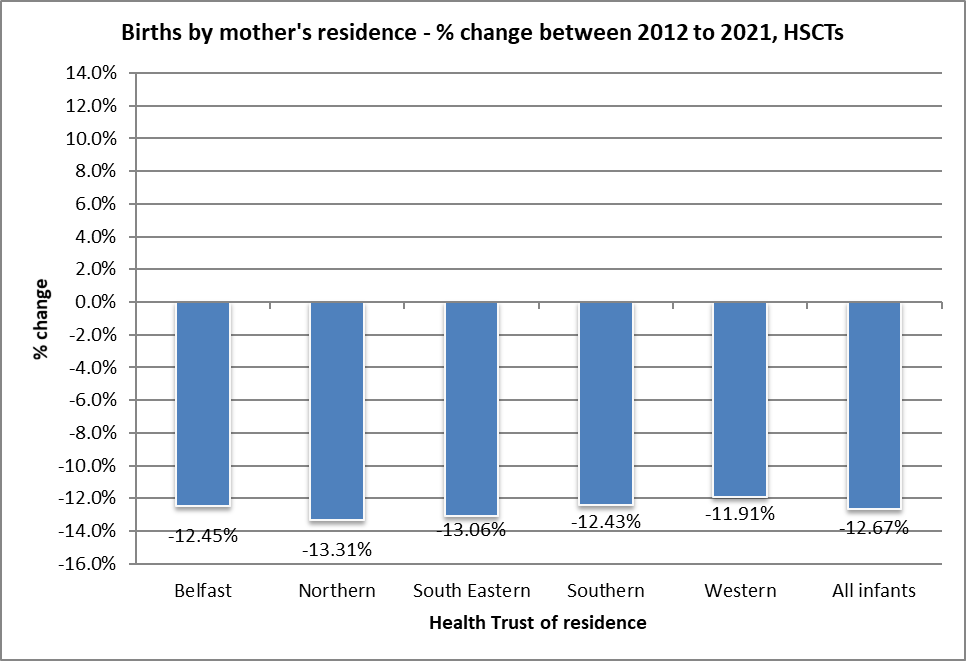 Births by mother's residence - % change between 2012 to 2021, HSCTs
14.0%
12.0%
10.0%
8.0%
6.0%
4.0%
2.0%
0.0%
-2.0%
-4.0%
-6.0%
-8.0%
-10.0%
-12.0%
-14.0%
-16.0%
% change
-12.45%
-13.31%
-13.06%
-12.43%
-11.91%
-12.67%
Belfast
Northern
South Eastern
Southern
Western
All infants
Health Trust of residence